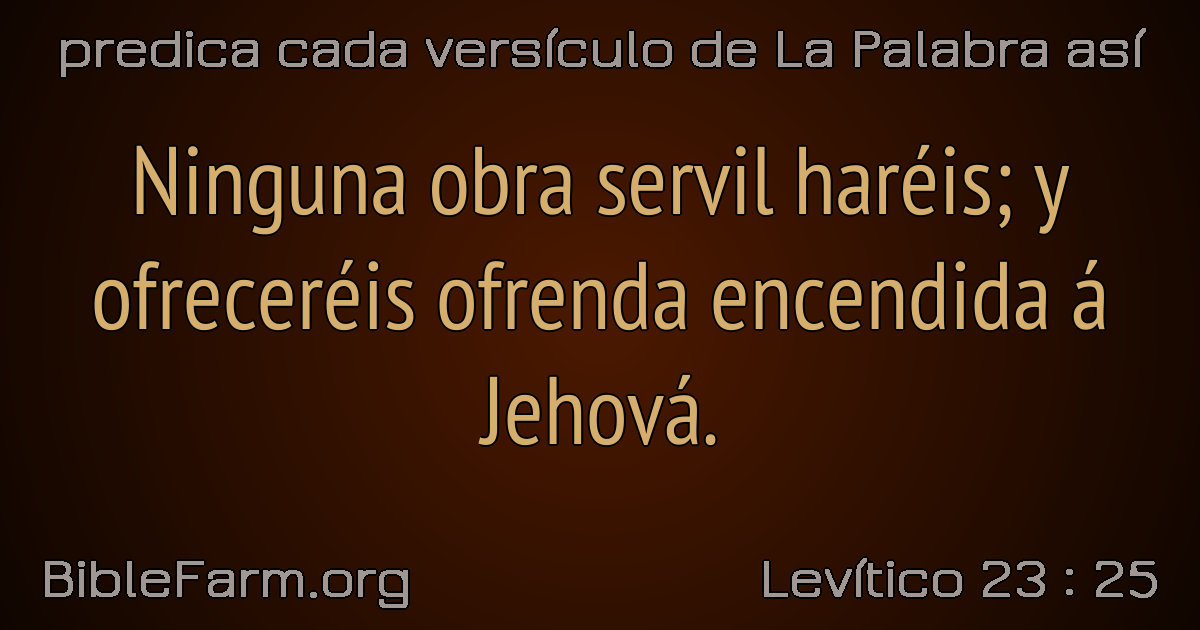 predica cada versículo de La Palabra así
Ninguna obra servil haréis; y
ofreceréis ofrenda encendida á
Jehová.
BibleFarm.org
Levítico 23 : 25